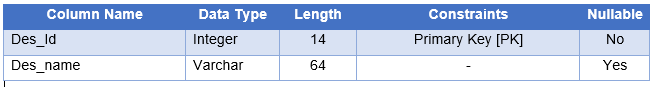 Column Name Data Type Length Constraints Nullable
Des_Id Integer 14 Primary Key [PK] No
Des_name Varchar 64 - Yes